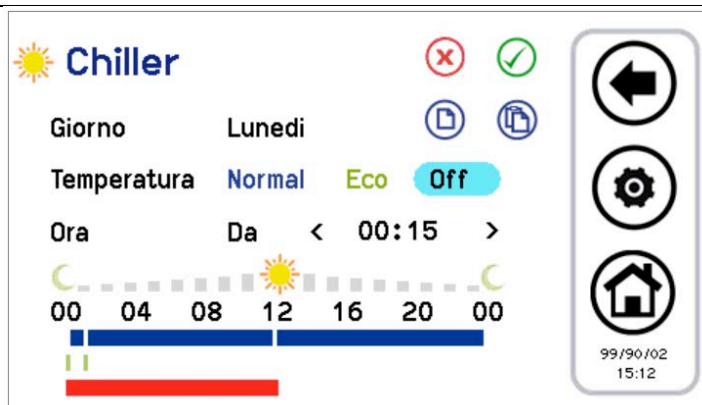 Chiller
Giorno Lunedi
Temperatura Normal Eco Off
Ora Da < 00:15 >
00 04 08 12 16 20 00
99/90/02
15:12